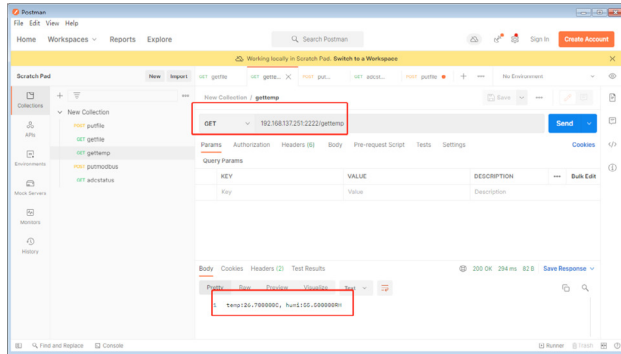 Postman
File Edit View Help
Home Workspaces Reports Explore Search Postman Sign In Create Account
Working locally in Scratch Pad. Switch to a Workspace
Scratch Pad New Import GET getfile GET gette... POST put... GET adcst... POST putfile No Environment
Collections
New Collection
New Collection / gettemp Save
POST putfile
GET getfile
GET gettemp
POST putmodbus
GET adcstatus
APIs
Environments
Mock Servers
Monitors
History
GET 192.168.137.251:2222/gettemp Send
Params Authorization Headers (6) Body Pre-request Script Tests Settings Cookies
Query Params
KEY VALUE DESCRIPTION Bulk Edit
Key Value Description
Body Cookies Headers (2) Test Results 200 OK 294 ms 82 B Save Response
Pretty Raw Preview Visualize Text
1 temp:26.700000C, humi:55.500000RH
Find and Replace Console Runner Trash